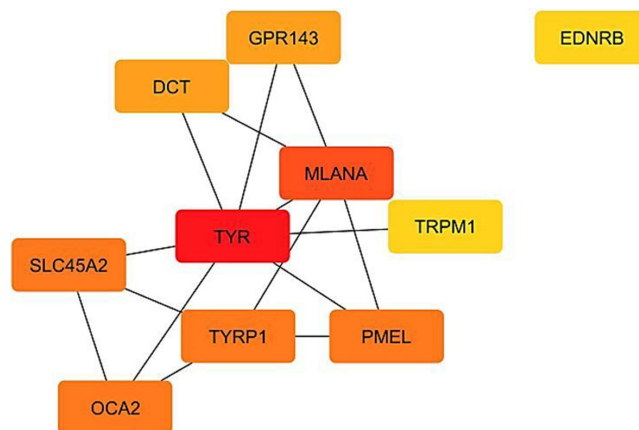 GPR143
EDNRB
DCT
MLANA
TRPM1
TYR
SLC45A2
TYRP1
PMEL
OCA2